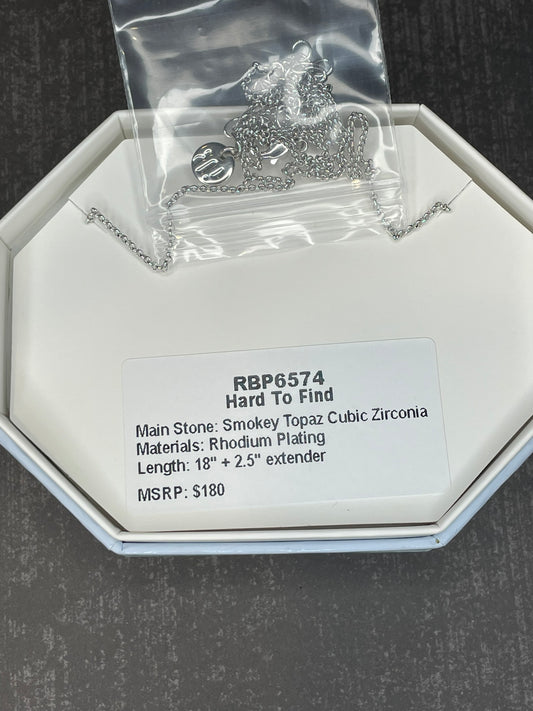 RBP6574
Hard To Find
Main Stone: Smokey Topaz Cubic Zirconia
Materials: Rhodium Plating
Length: 18" + 2.5" extender
MSRP: $180